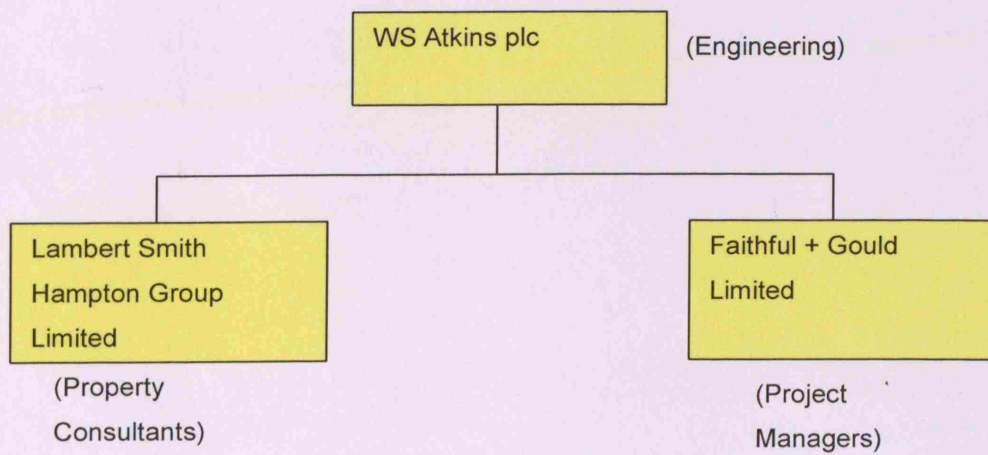 WS Atkins plc
(Engineering)
Lambert Smith
Hampton Group
Limited
(Property
Consultants)
Faithful + Gould
Limited
(Project
Managers)